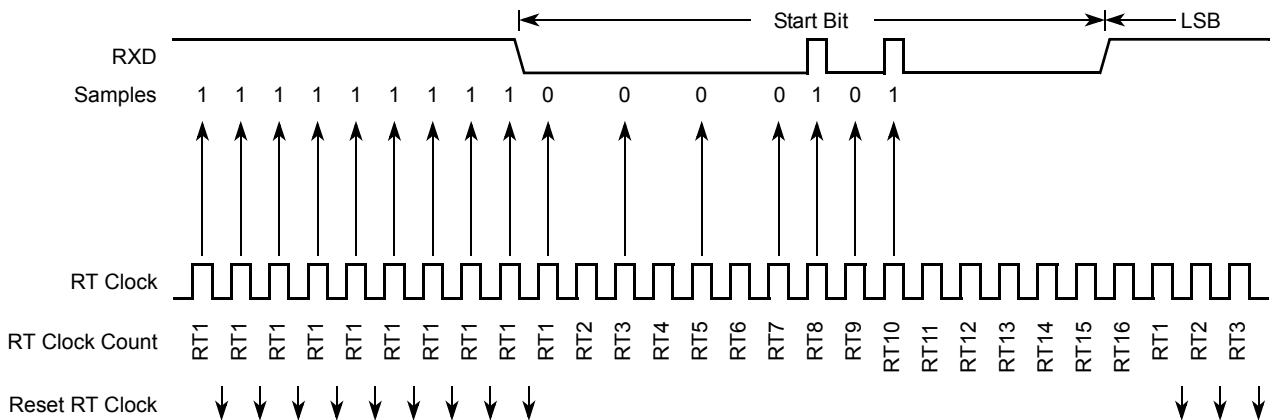 Start Bit LSB
RXD
Samples 1 1 1 1 1 1 1 1 1 0 0 0 0 1 0 1
RT Clock
RT Clock Count RT1 RT1 RT1 RT1 RT1 RT1 RT1 RT1 RT1 RT1 RT2 RT3 RT4 RT5 RT6 RT7 RT8 RT9 RT10 RT11 RT12 RT13 RT14 RT15 RT16 RT1 RT2 RT3
Reset RT Clock